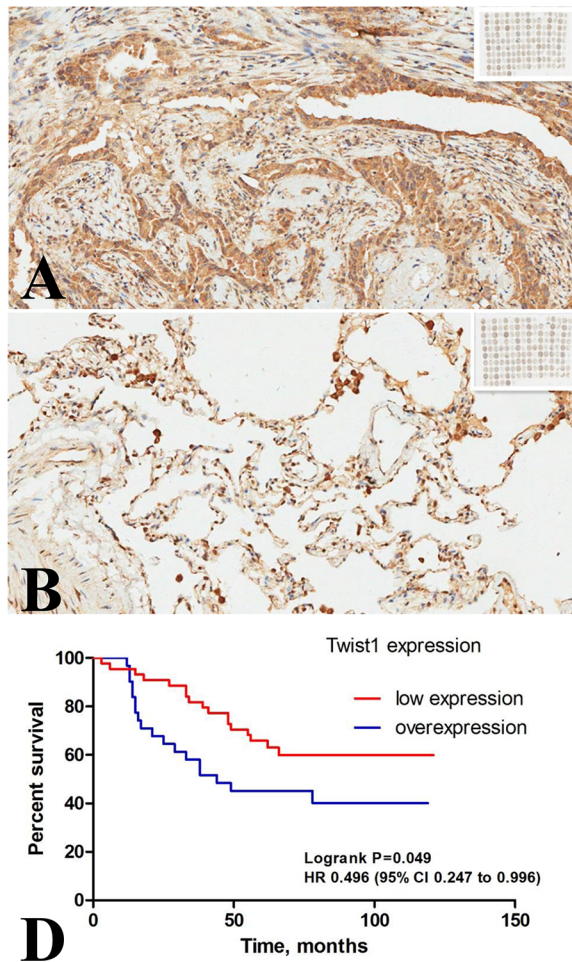 A
B
Twist1 expression
low expression
overexpression
100
80
60
40
20
0
Percent survival
Logrank P=0.049
HR 0.496 (95% CI 0.247 to 0.996)
0
50
100
150
Time, months
D